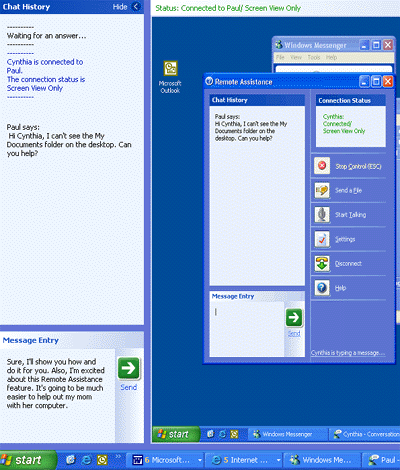 Chat History Hide
----------
Waiting for an answer...
----------
----------
Cynthia is connected to
Paul.
The connection status is
Screen View Only
----------
Paul says:
Hi Cynthia, I can't see the My
Documents folder on the
desktop. Can you help?
Message Entry
Sure, I'll show you how and
do it for you. Also, I'm excited
about this Remote Assistance
feature. It's going to be much
easier to help out my mom
with her computer.
Send
Status: Connected to Paul/ Screen View Only
Microsoft
Outlook
Windows Messenger
File View Tools Help
Remote Assistance
Chat History
Paul says:
Hi Cynthia, I can't see the My
Documents folder on the
desktop. Can you help?
Connection Status
Cynthia:
Connected/
Screen View Only
Stop Control (ESC)
Send a File
Start Talking
Settings
Disconnect
Help
Message Entry
Send
Cynthia is typing a message...
start
Windows Messenger
Cynthia - Conversation
start
6 Microsoft...
5 Internet ...
Windows Me...
Paul -